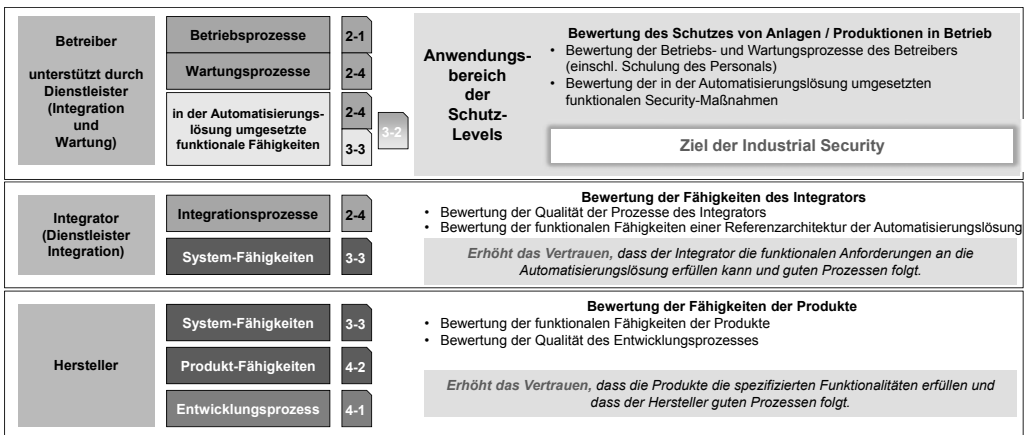 Betreiber
unterstützt durch
Dienstleister
(Integration
und
Wartung)
Betriebsprozesse
2-1
Wartungsprozesse
2-4
in der Automatisierungs-
lösung umgesetzte
funktionale Fähigkeiten
2-4
3-3
3-2
Anwendungs-
bereich
der
Schutz-
Levels
Bewertung des Schutzes von Anlagen / Produktionen in Betrieb
• Bewertung der Betriebs- und Wartungsprozesse des Betreibers
(einschl. Schulung des Personals)
• Bewertung der in der Automatisierungslösung umgesetzten
funktionalen Security-Maßnahmen
Ziel der Industrial Security
Integrator
(Dienstleister
Integration)
Integrationsprozesse
2-4
System-Fähigkeiten
3-3
Bewertung der Fähigkeiten des Integrators
• Bewertung der Qualität der Prozesse des Integrators
• Bewertung der funktionalen Fähigkeiten einer Referenzarchitektur der Automatisierungslösung
Erhöht das Vertrauen, dass der Integrator die funktionalen Anforderungen an die
Automatisierungslösung erfüllen kann und guten Prozessen folgt.
Hersteller
System-Fähigkeiten
3-3
Produkt-Fähigkeiten
4-2
Entwicklungsprozess
4-1
Bewertung der Fähigkeiten der Produkte
• Bewertung der funktionalen Fähigkeiten der Produkte
• Bewertung der Qualität des Entwicklungsprozesses
Erhöht das Vertrauen, dass die Produkte die spezifizierten Funktionalitäten erfüllen und
dass der Hersteller guten Prozessen folgt.